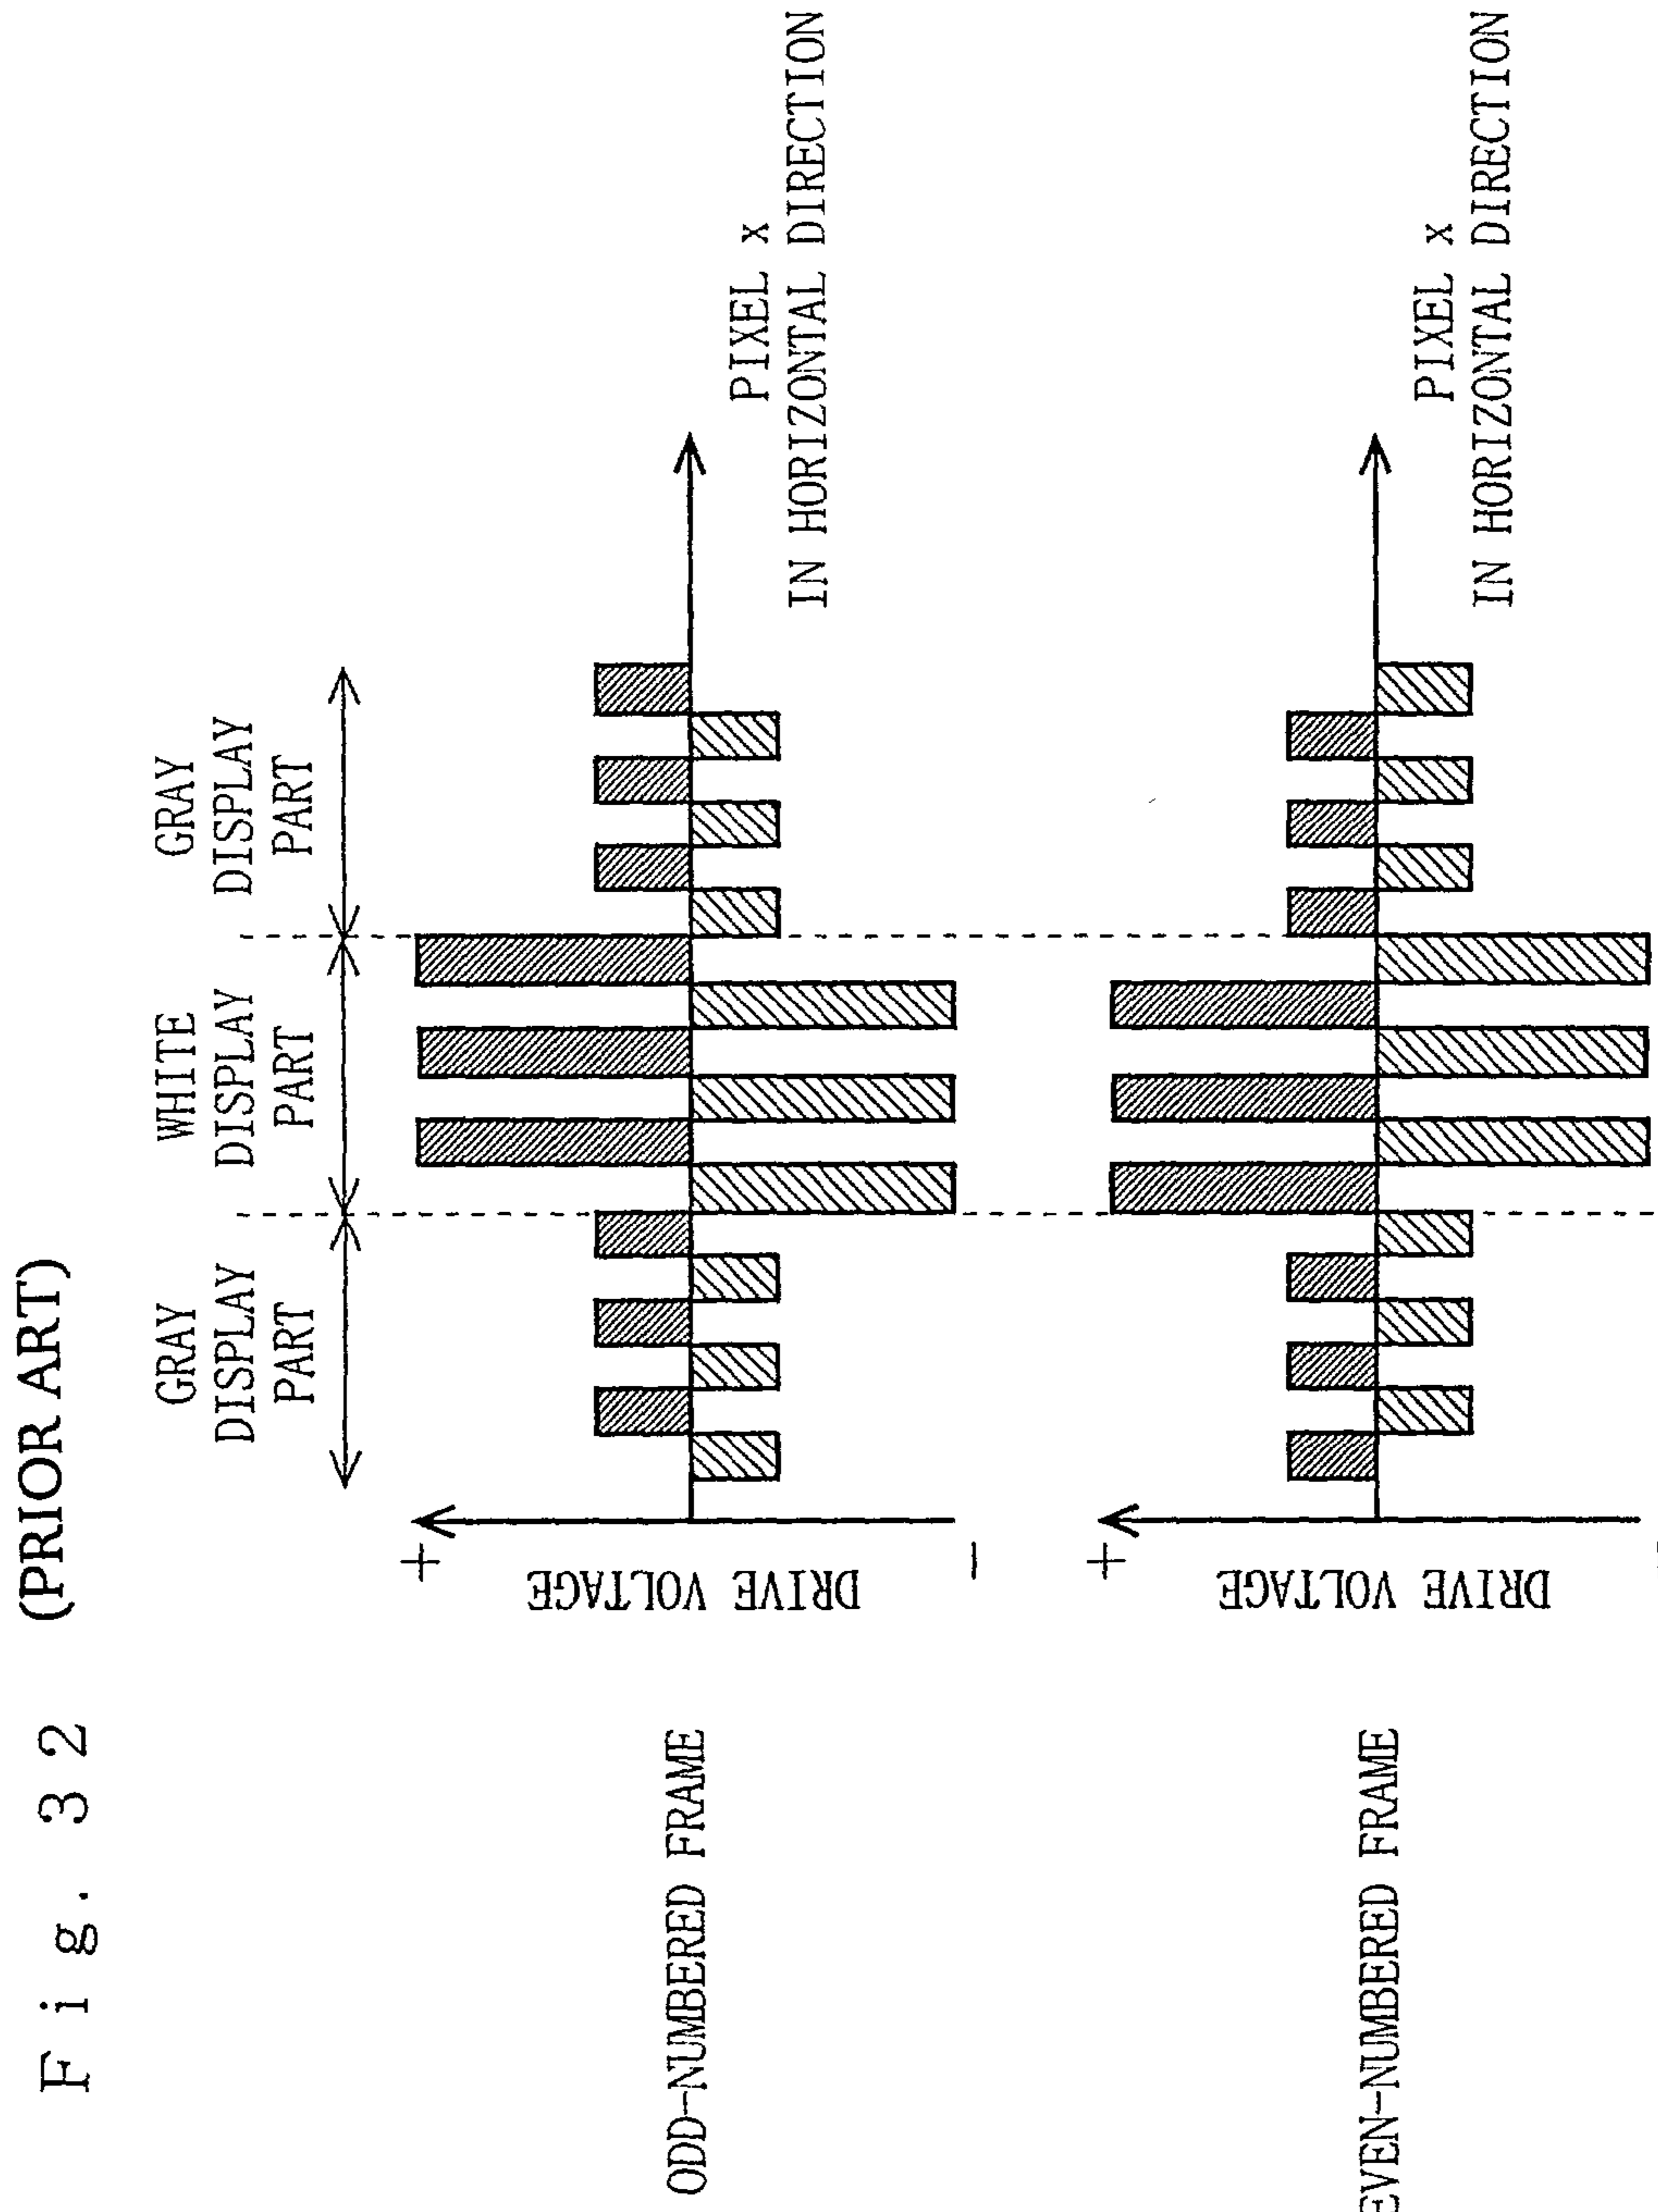 Fig. 32 (PRIOR ART)
GRAY
DISPLAY
PART
WHITE
DISPLAY
PART
GRAY
DISPLAY
PART
ODD-NUMBERED FRAME
+
DRIVE VOLTAGE
-
PIXEL x
IN HORIZONTAL DIRECTION
EVEN-NUMBERED FRAME
+
DRIVE VOLTAGE
-
PIXEL x
IN HORIZONTAL DIRECTION